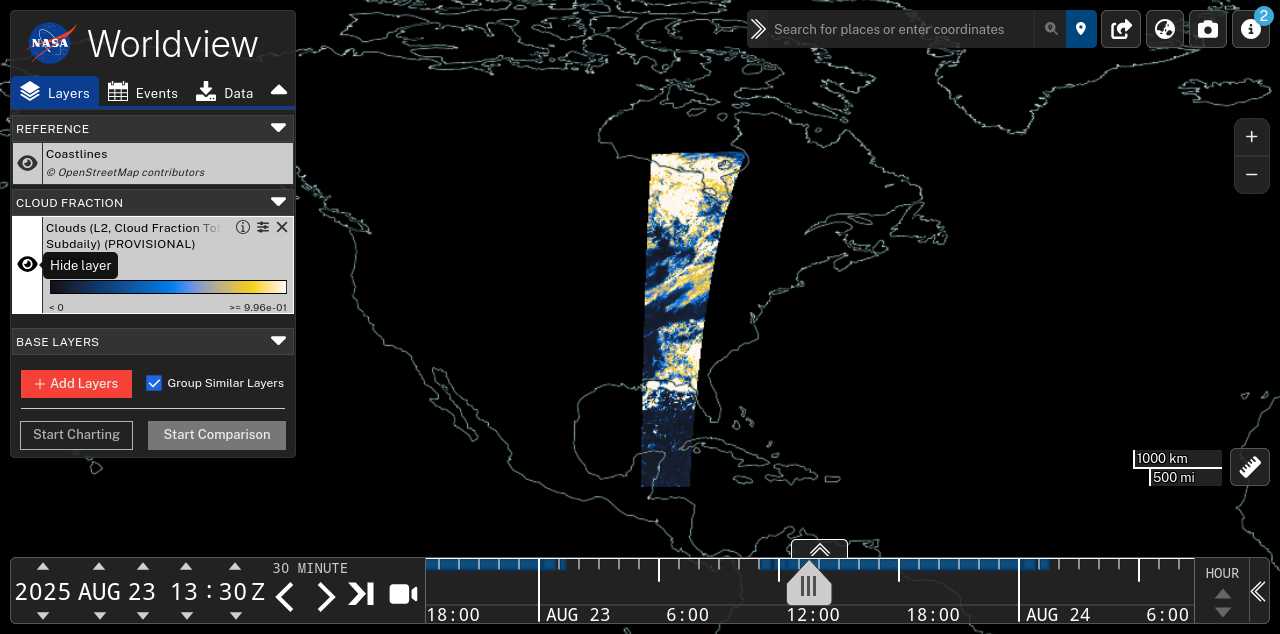 NASA
Worldview
Layers
Events
Data
REFERENCE
Coastlines
© OpenStreetMap contributors
CLOUD FRACTION
Clouds (L2, Cloud Fraction
Subdaily) (PROVISIONAL)
Hide layer
< 0
>= 9.96e-01
BASE LAYERS
+ Add Layers
Group Similar Layers
Start Charting
Start Comparison
Search for places or enter coordinates
2
+
−
1000 km
500 mi
2025 AUG 23 13 : 30 Z
30 MINUTE
18:00
AUG 23
6:00
12:00
18:00
AUG 24
6:00
HOUR